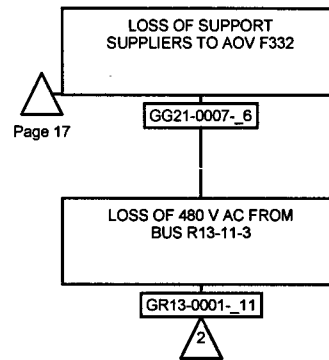 LOSS OF SUPPORT
SUPPLIERS TO AOV F332
Page 17
GG21-0007-_6
LOSS OF 480 V AC FROM
BUS R13-11-3
GR13-0001-_11
2